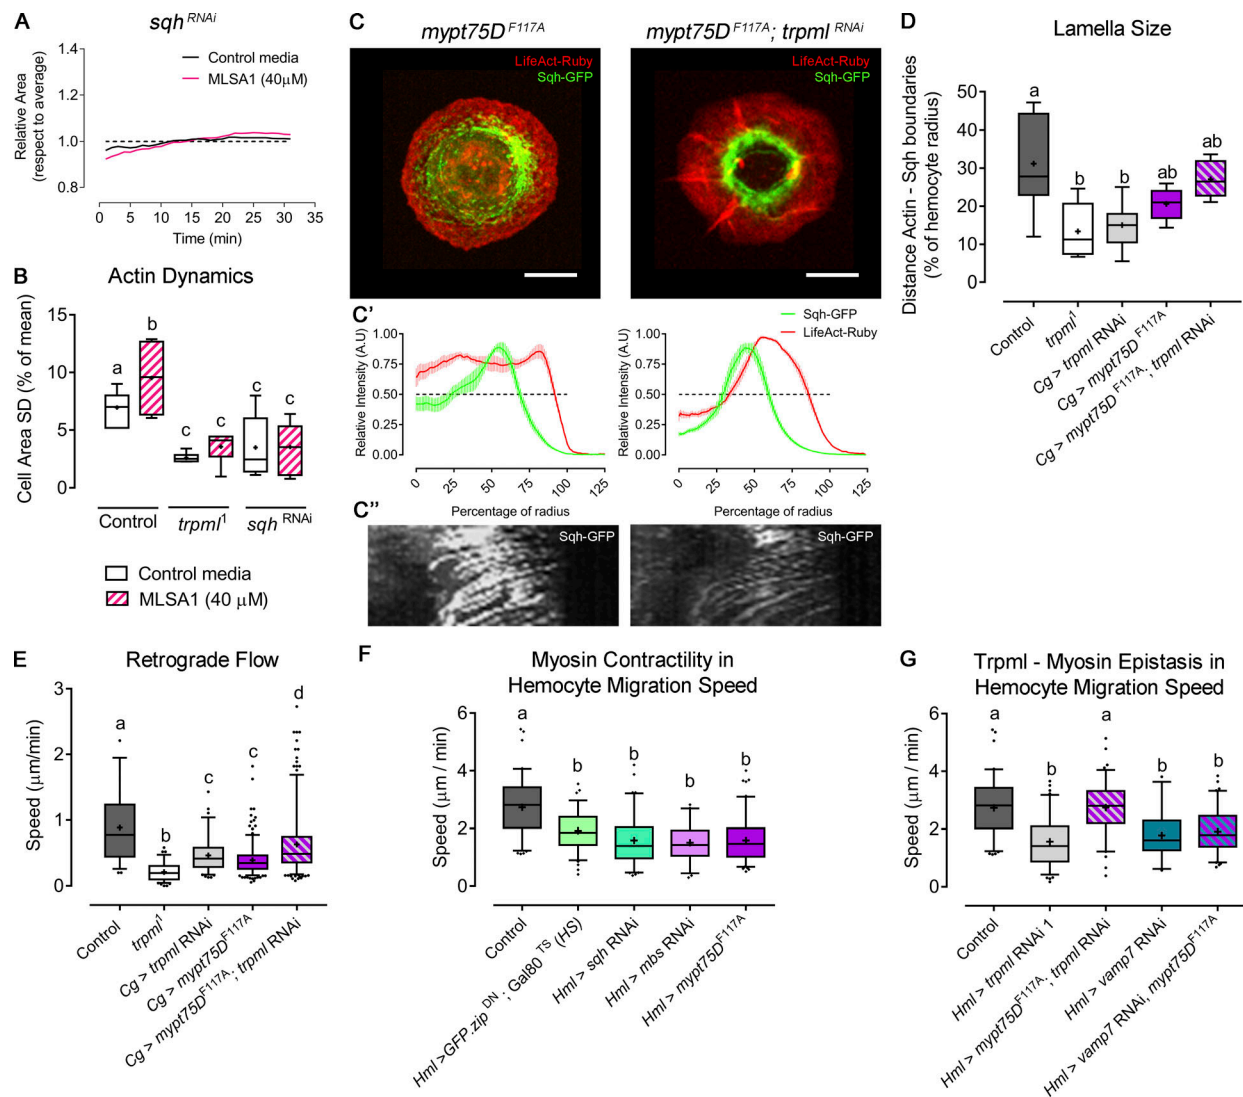 A
sqh RNAi
Relative Area
(respect to average)
1.4
1.2
1.0
0.8
Control media
MLSA1 (40μM)
0 5 10 15 20 25 30 35
Time (min)
B
Actin Dynamics
Cell Area SD (% of mean)
15
10
5
0
a
b
c
c
c
c
Control
trpml1
sqh RNAi
Control media
MLSA1 (40 μM)
C
mypt75D F117A
LifeAct-Ruby
Sqh-GFP
mypt75D F117A; trpml RNAi
LifeAct-Ruby
Sqh-GFP
C'
Sqh-GFP
LifeAct-Ruby
Relative Intensity (A.U)
1.00
0.75
0.50
0.25
0.00
0 25 50 75 100 125
Percentage of radius
Relative Intensity (A.U)
1.00
0.75
0.50
0.25
0.00
0 25 50 75 100 125
Percentage of radius
C"
Sqh-GFP
Sqh-GFP
D
Lamella Size
Distance Actin - Sqh boundaries
(% of hemocyte radius)
50
40
30
20
10
0
a
b
b
ab
ab
Control
trpml1
Cg > trpml RNAi
Cg > mypt75D F117A
Cg > mypt75D F117A; trpml RNAi
E
Retrograde Flow
Speed (μm/min)
3
2
1
0
a
b
c
c
d
Control
trpml1
Cg > trpml RNAi
Cg > mypt75D F117A
Cg > mypt75D F117A; trpml RNAi
F
Myosin Contractility in
Hemocyte Migration Speed
Speed (μm / min)
6
4
2
0
a
b
b
b
b
Control
Hml >GFP.zip DN ; Gal80 TS (HS)
Hml > sqh RNAi
Hml > mbs RNAi
Hml > mypt75D F117A
G
Trpml - Myosin Epistasis in
Hemocyte Migration Speed
Speed (μm / min)
6
4
2
0
a
b
a
b
b
Control
Hml > trpml RNAi 1
Hml > mypt75D F117A; trpml RNAi
Hml > vamp7 RNAi
Hml > vamp7 RNAi, mypt75D F117A